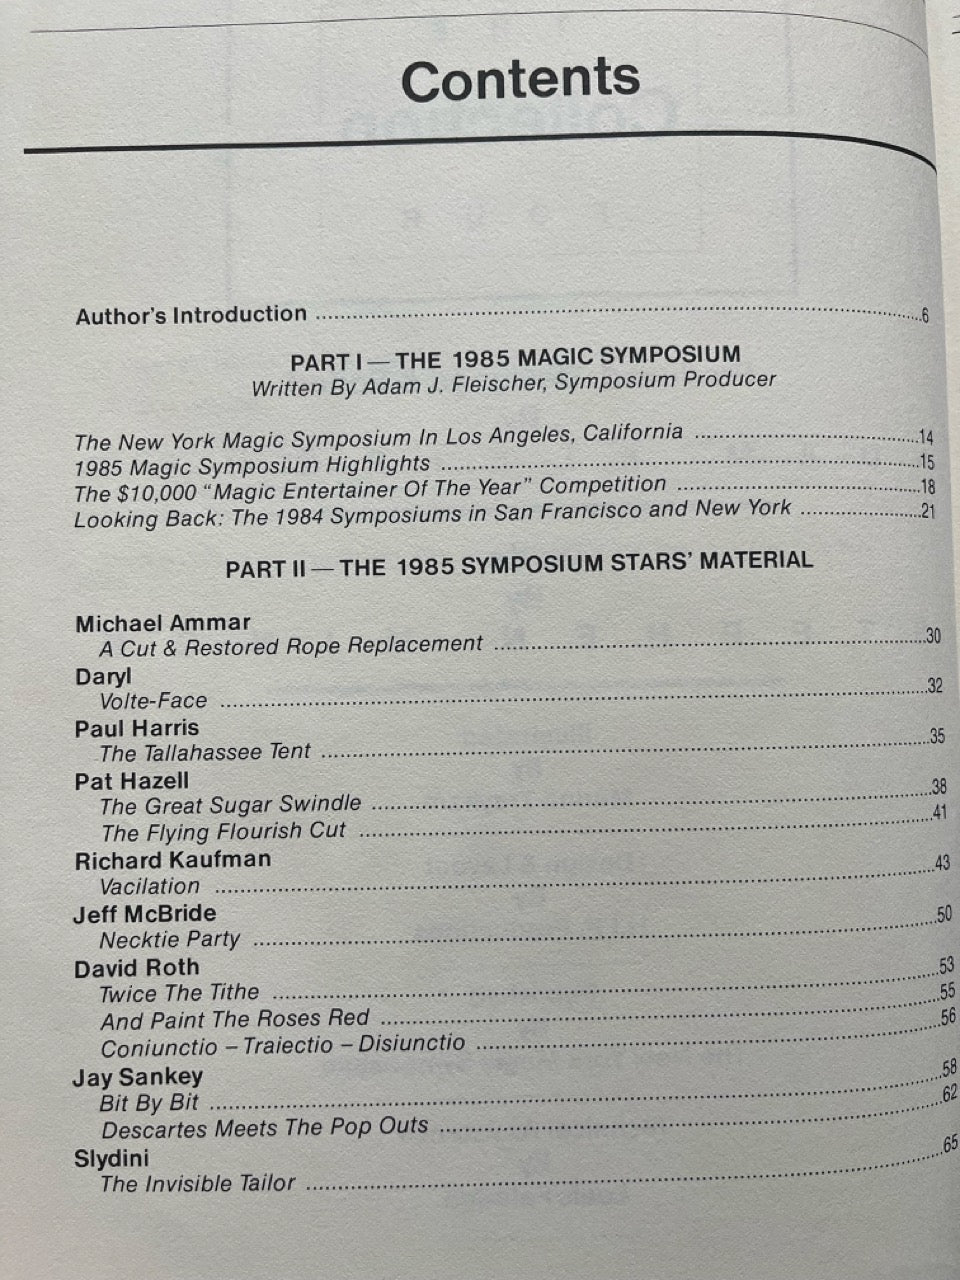 Contents
Author's Introduction ........ 6
PART I — THE 1985 MAGIC SYMPOSIUM
Written By Adam J. Fleischer, Symposium Producer
The New York Magic Symposium In Los Angeles, California ........ 14
1985 Magic Symposium Highlights ........ 15
The $10,000 “Magic Entertainer Of The Year” Competition ........ 18
Looking Back: The 1984 Symposiums in San Francisco and New York ........ 21
PART II — THE 1985 SYMPOSIUM STARS' MATERIAL
Michael Ammar
A Cut & Restored Rope Replacement ........ 30
Daryl
Volte-Face ........ 32
Paul Harris
The Tallahassee Tent ........ 35
Pat Hazell
The Great Sugar Swindle ........ 38
The Flying Flourish Cut ........ 41
Richard Kaufman
Vacilation ........ 43
Jeff McBride
Necktie Party ........ 50
David Roth
Twice The Tithe ........ 53
And Paint The Roses Red ........ 55
Coniunctio – Traiectio – Disiunctio ........ 56
Jay Sankey
Bit By Bit ........ 58
Descartes Meets The Pop Outs ........ 62
Slydini
The Invisible Tailor ........ 65